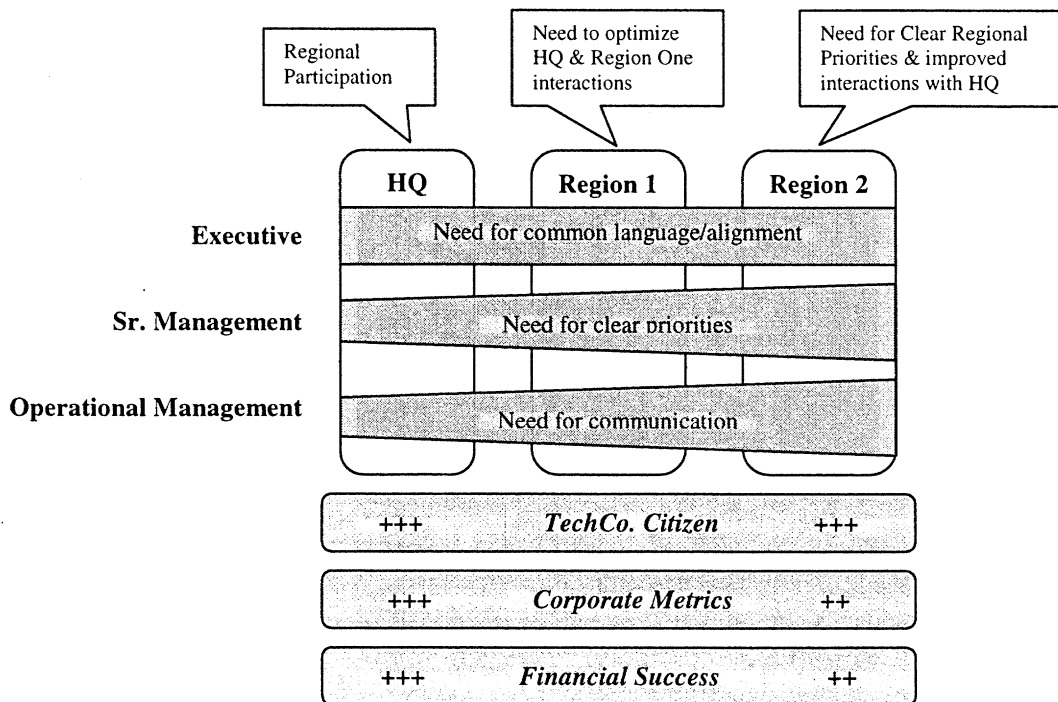 Regional
Participation
Need to optimize
HQ & Region One
interactions
Need for Clear Regional
Priorities & improved
interactions with HQ
HQ
Region 1
Region 2
Executive
Need for common language/alignment
Sr. Management
Need for clear priorities
Operational Management
Need for communication
+++ TechCo. Citizen +++
+++ Corporate Metrics ++
+++ Financial Success ++